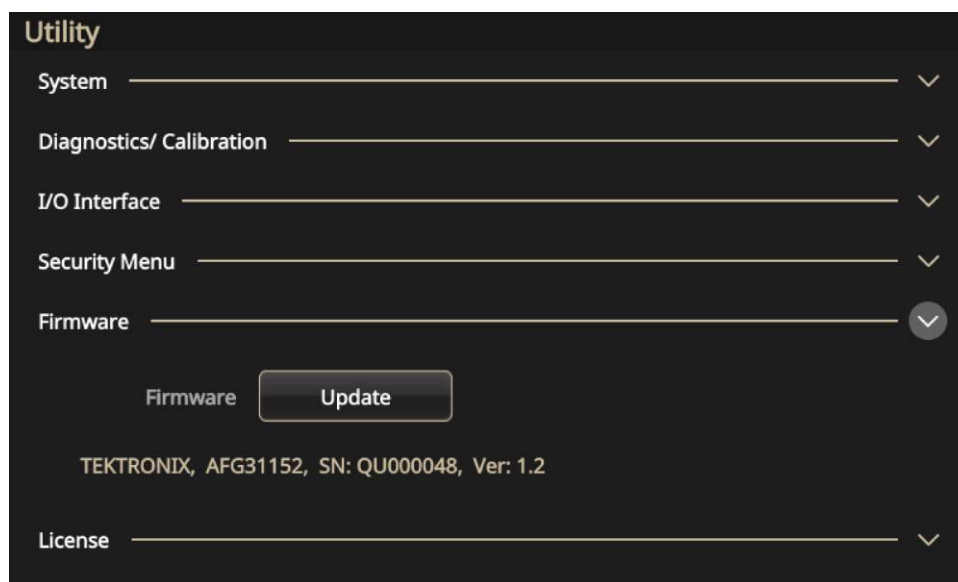 Utility
System
Diagnostics/ Calibration
I/O Interface
Security Menu
Firmware
Firmware Update
TEKTRONIX, AFG31152, SN: QU000048, Ver: 1.2
License